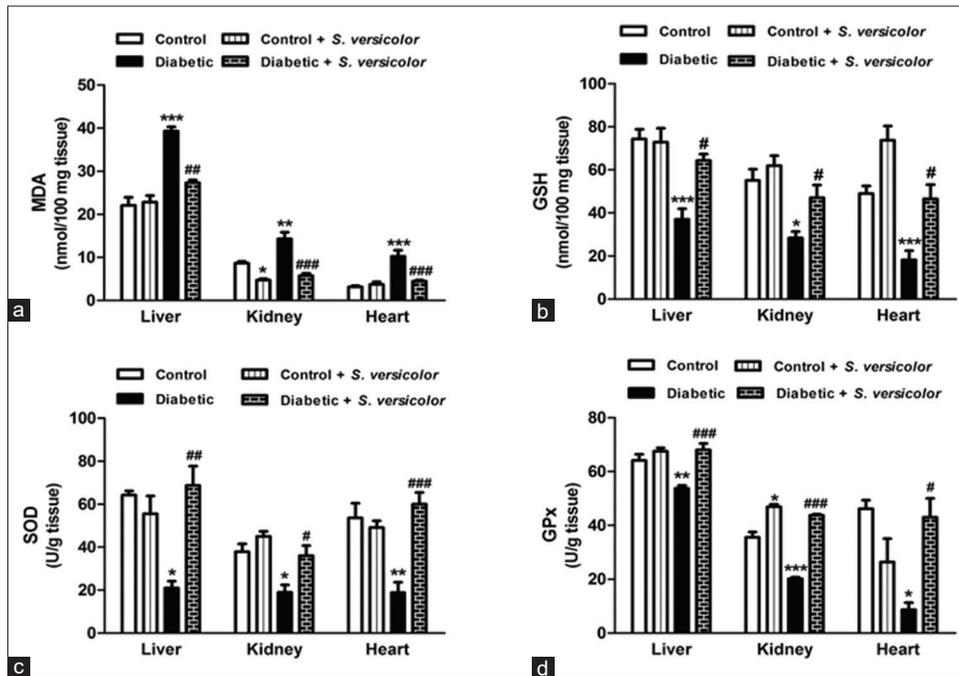 Control
Control + S. versicolor
Diabetic
Diabetic + S. versicolor
MDA
(nmol/100 mg tissue)
50
40
30
20
10
0
***
##
*
**
###
***
###
Liver
Kidney
Heart
a
Control
Control + S. versicolor
Diabetic
Diabetic + S. versicolor
GSH
(nmol/100 mg tissue)
100
80
60
40
20
0
***
#
*
#
***
#
Liver
Kidney
Heart
b
Control
Control + S. versicolor
Diabetic
Diabetic + S. versicolor
SOD
(U/g tissue)
100
80
60
40
20
0
*
##
*
#
**
###
Liver
Kidney
Heart
c
Control
Control + S. versicolor
Diabetic
Diabetic + S. versicolor
GPx
(U/g tissue)
80
60
40
20
0
**
###
*
***
###
*
#
Liver
Kidney
Heart
d